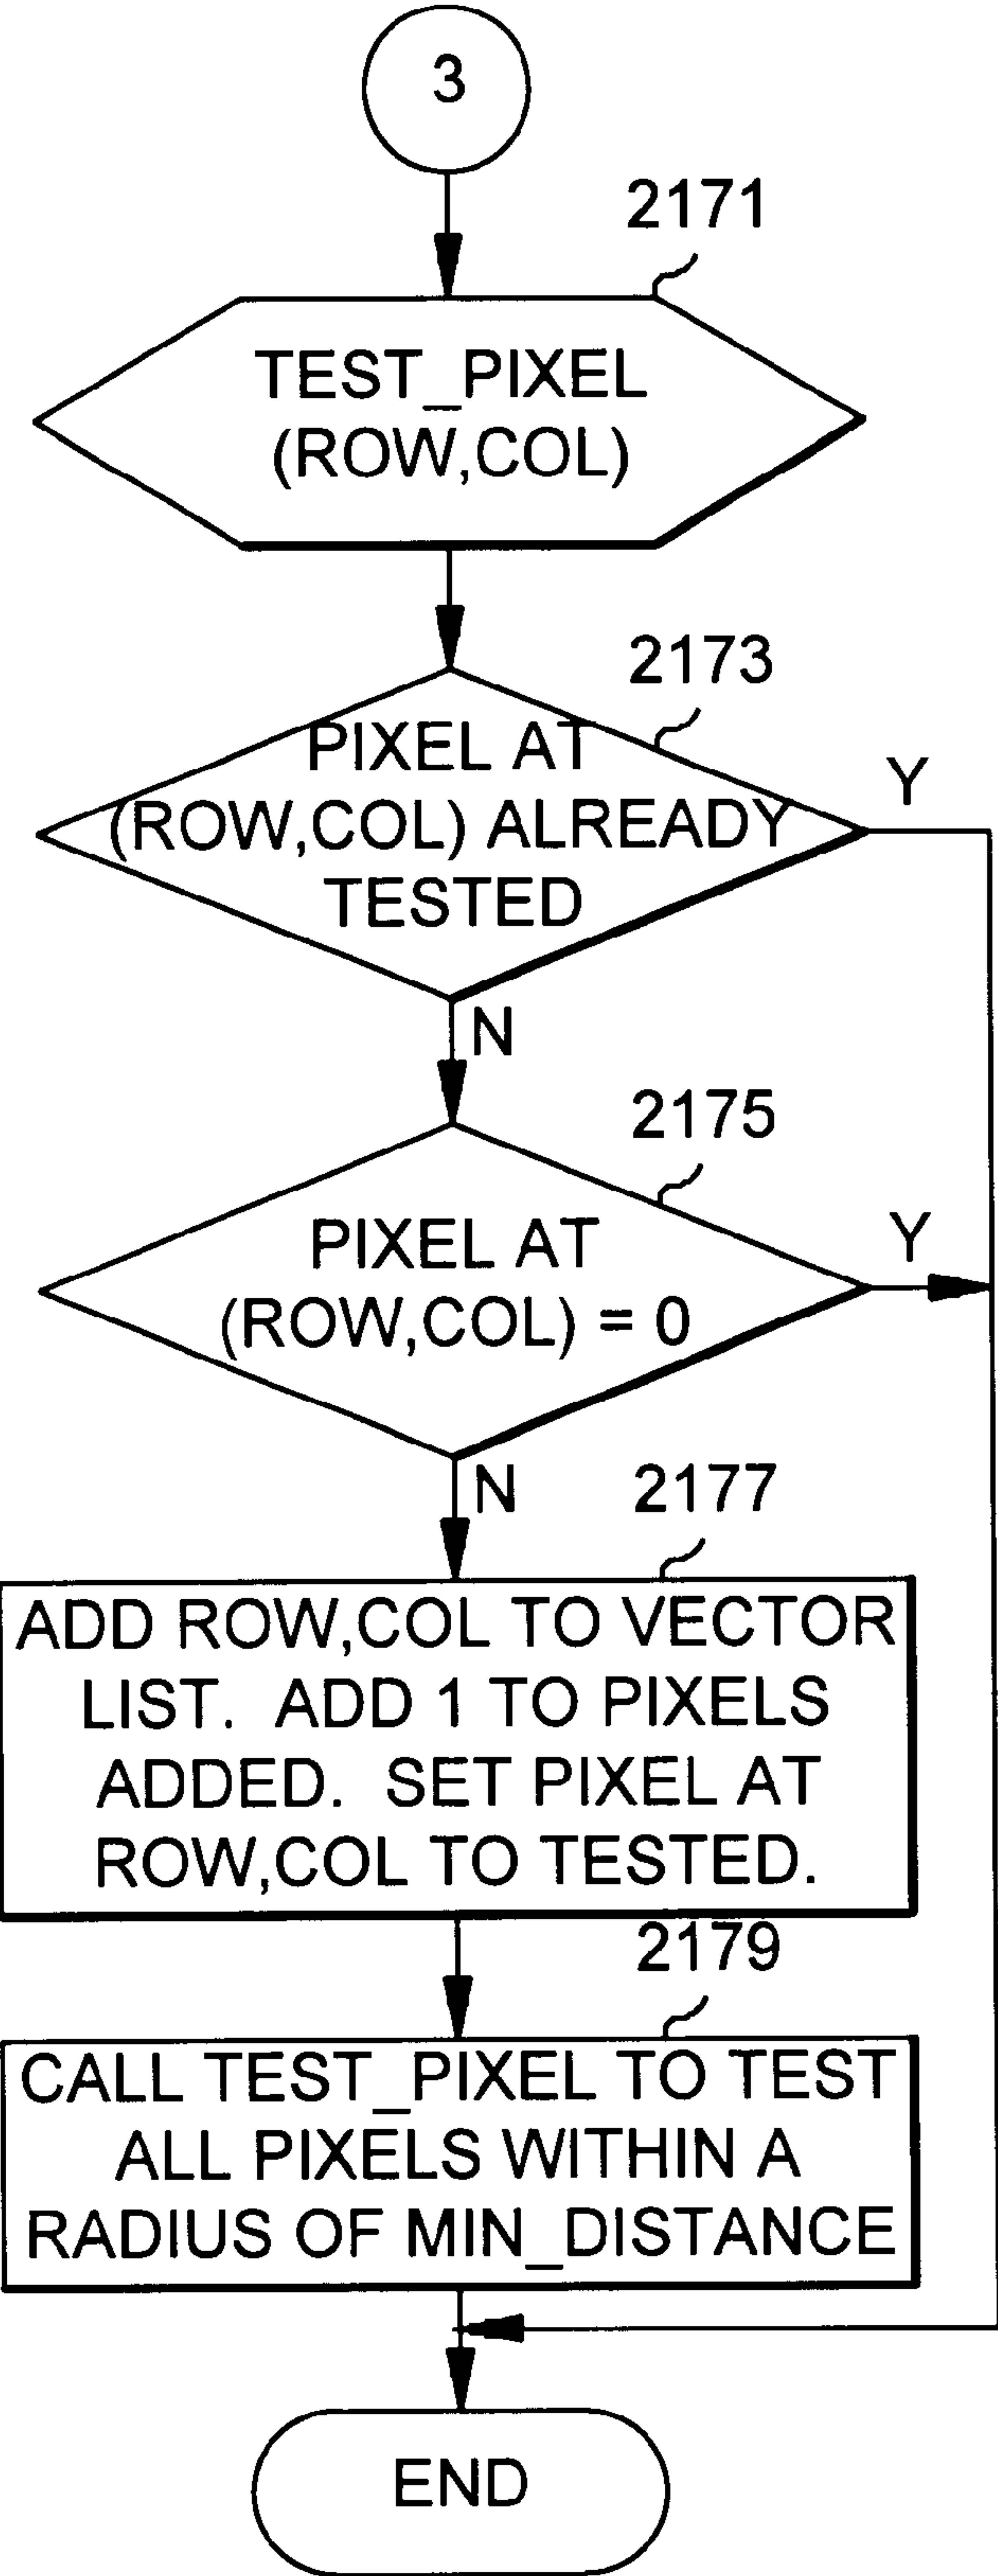 3
2171
TEST_PIXEL
(ROW,COL)
2173
PIXEL AT
(ROW,COL) ALREADY
TESTED
Y
N
2175
PIXEL AT
(ROW,COL) = 0
Y
N
2177
ADD ROW,COL TO VECTOR
LIST. ADD 1 TO PIXELS
ADDED. SET PIXEL AT
ROW,COL TO TESTED.
2179
CALL TEST_PIXEL TO TEST
ALL PIXELS WITHIN A
RADIUS OF MIN_DISTANCE
END